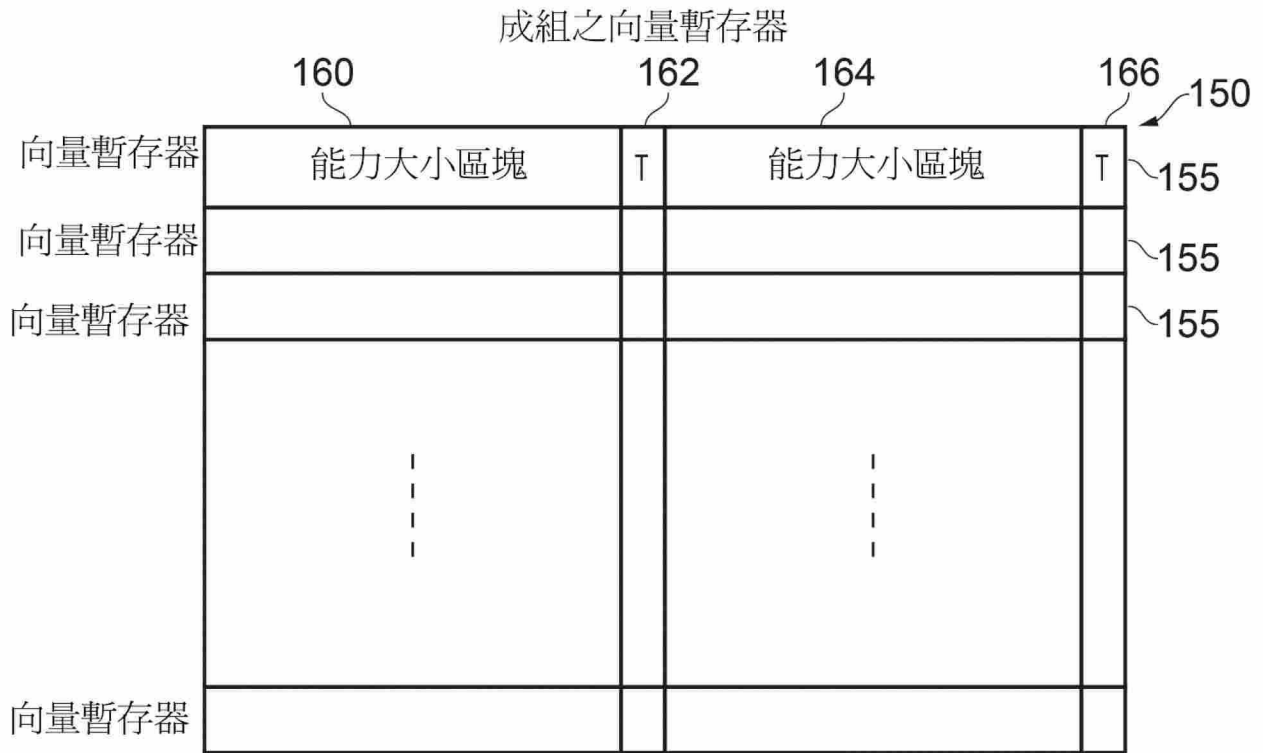 成組之向量暫存器
160 162 164 166
150
向量暫存器 能力大小區塊 T 能力大小區塊 T 155
向量暫存器 155
向量暫存器 155
向量暫存器